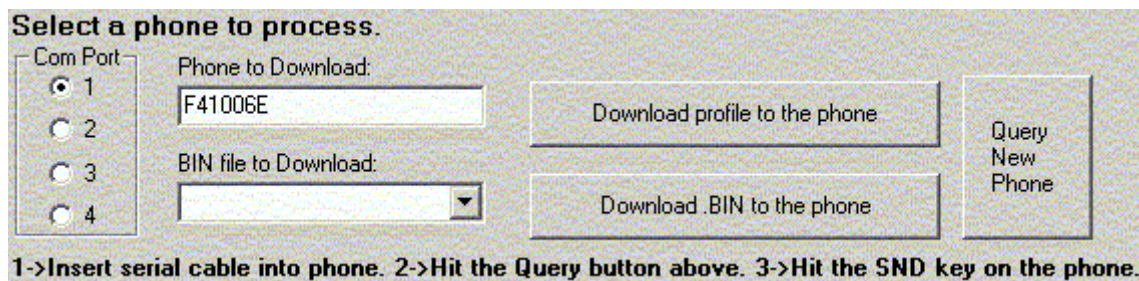 Select a phone to process.
Com Port
1
2
3
4
Phone to Download:
F41006E
BIN file to Download:
Download profile to the phone
Download .BIN to the phone
Query
New
Phone
1->Insert serial cable into phone. 2->Hit the Query button above. 3->Hit the SND key on the phone.